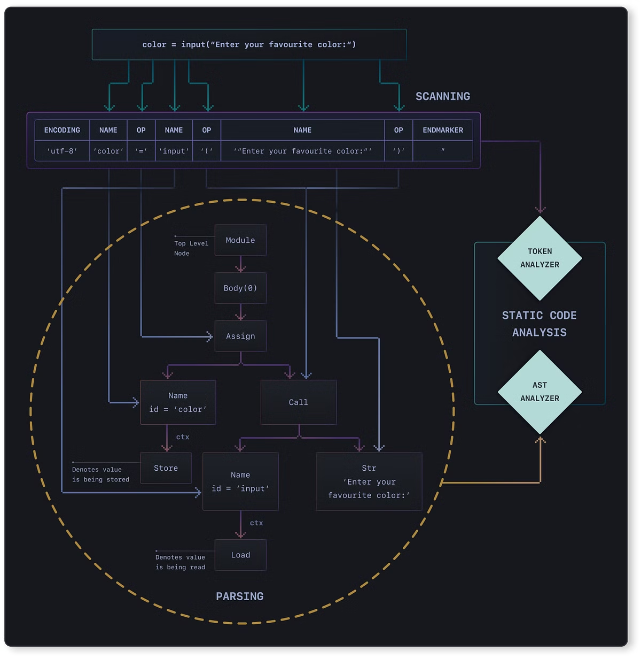 color = input(“Enter your favourite color:”)
SCANNING
ENCODING NAME OP NAME OP NAME OP ENDMARKER
‘utf-8’ ‘color’ ‘=’ ‘input’ ‘(‘ ‘“Enter your favourite color:”’ ‘)’ ”
Top Level
Node
Module
Body(0)
Assign
TOKEN
ANALYZER
STATIC CODE
ANALYSIS
AST
ANALYZER
Name
id = ‘color’
Call
ctx
Store
Denotes value
is being stored
Name
id = ‘input’
Str
‘Enter your
favourite color:’
ctx
Load
Denotes value
is being read
PARSING